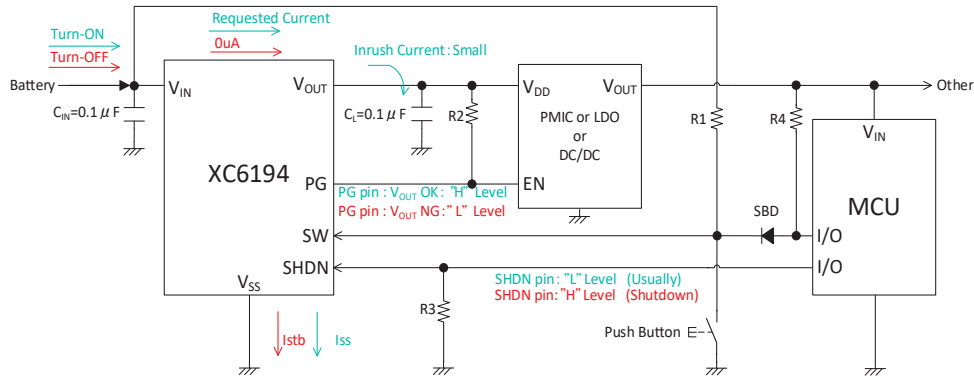 Requested Current
Turn-ON
0uA
Turn-OFF
Inrush Current : Small
Battery
VIN
VOUT
VDD
VOUT
Other
CIN=0.1μF
CL=0.1μF
R2
PMIC or LDO
or
DC/DC
R1
R4
VIN
XC6194
PG
EN
PG pin : VOUT OK : "H" Level
PG pin : VOUT NG : "L" Level
MCU
SBD
SW
I/O
SHDN
I/O
SHDN pin : "L" Level (Usually)
SHDN pin : "H" Level (Shutdown)
VSS
R3
Push Button
Istb
Iss